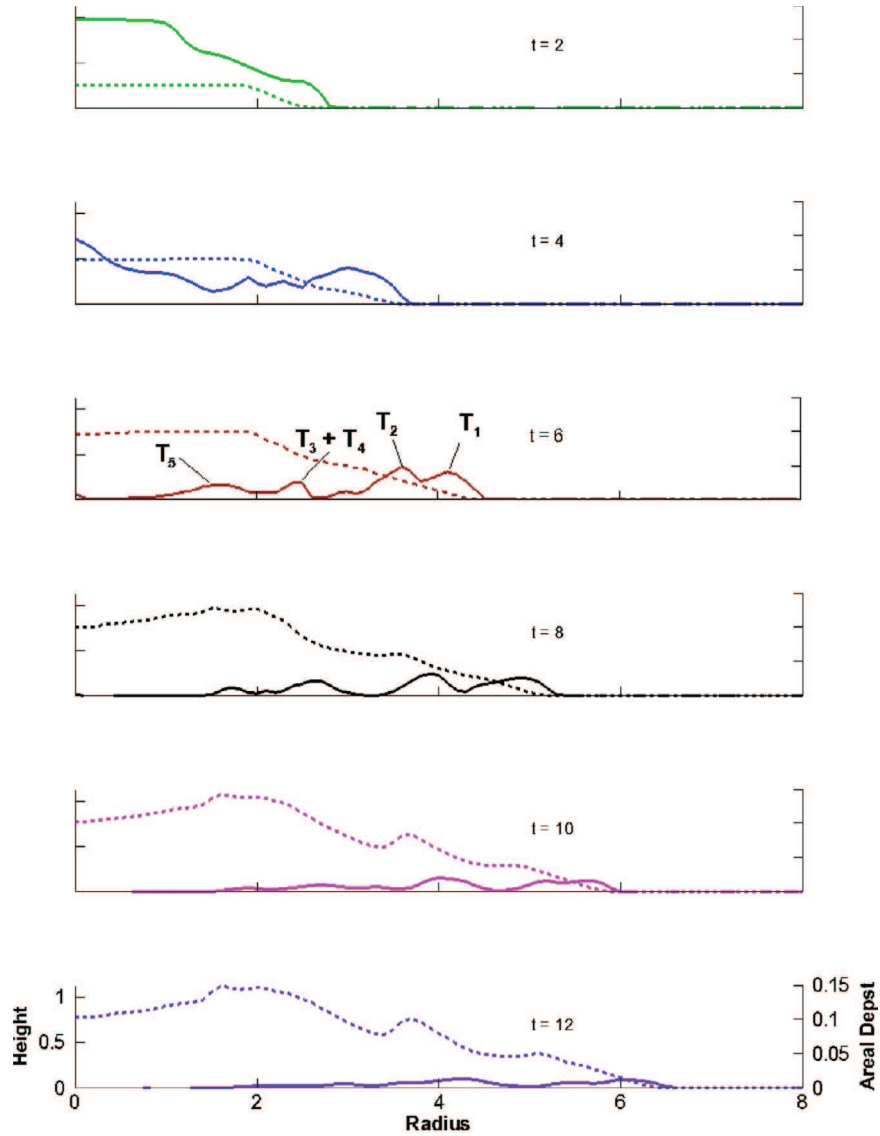 t = 2
t = 4
T5
T3 + T4
T2
T1
t = 6
t = 8
t = 10
t = 12
Height
1
0.5
0
0.15
0.1
0.05
0
Areal Depst
0 2 4 6 8
Radius